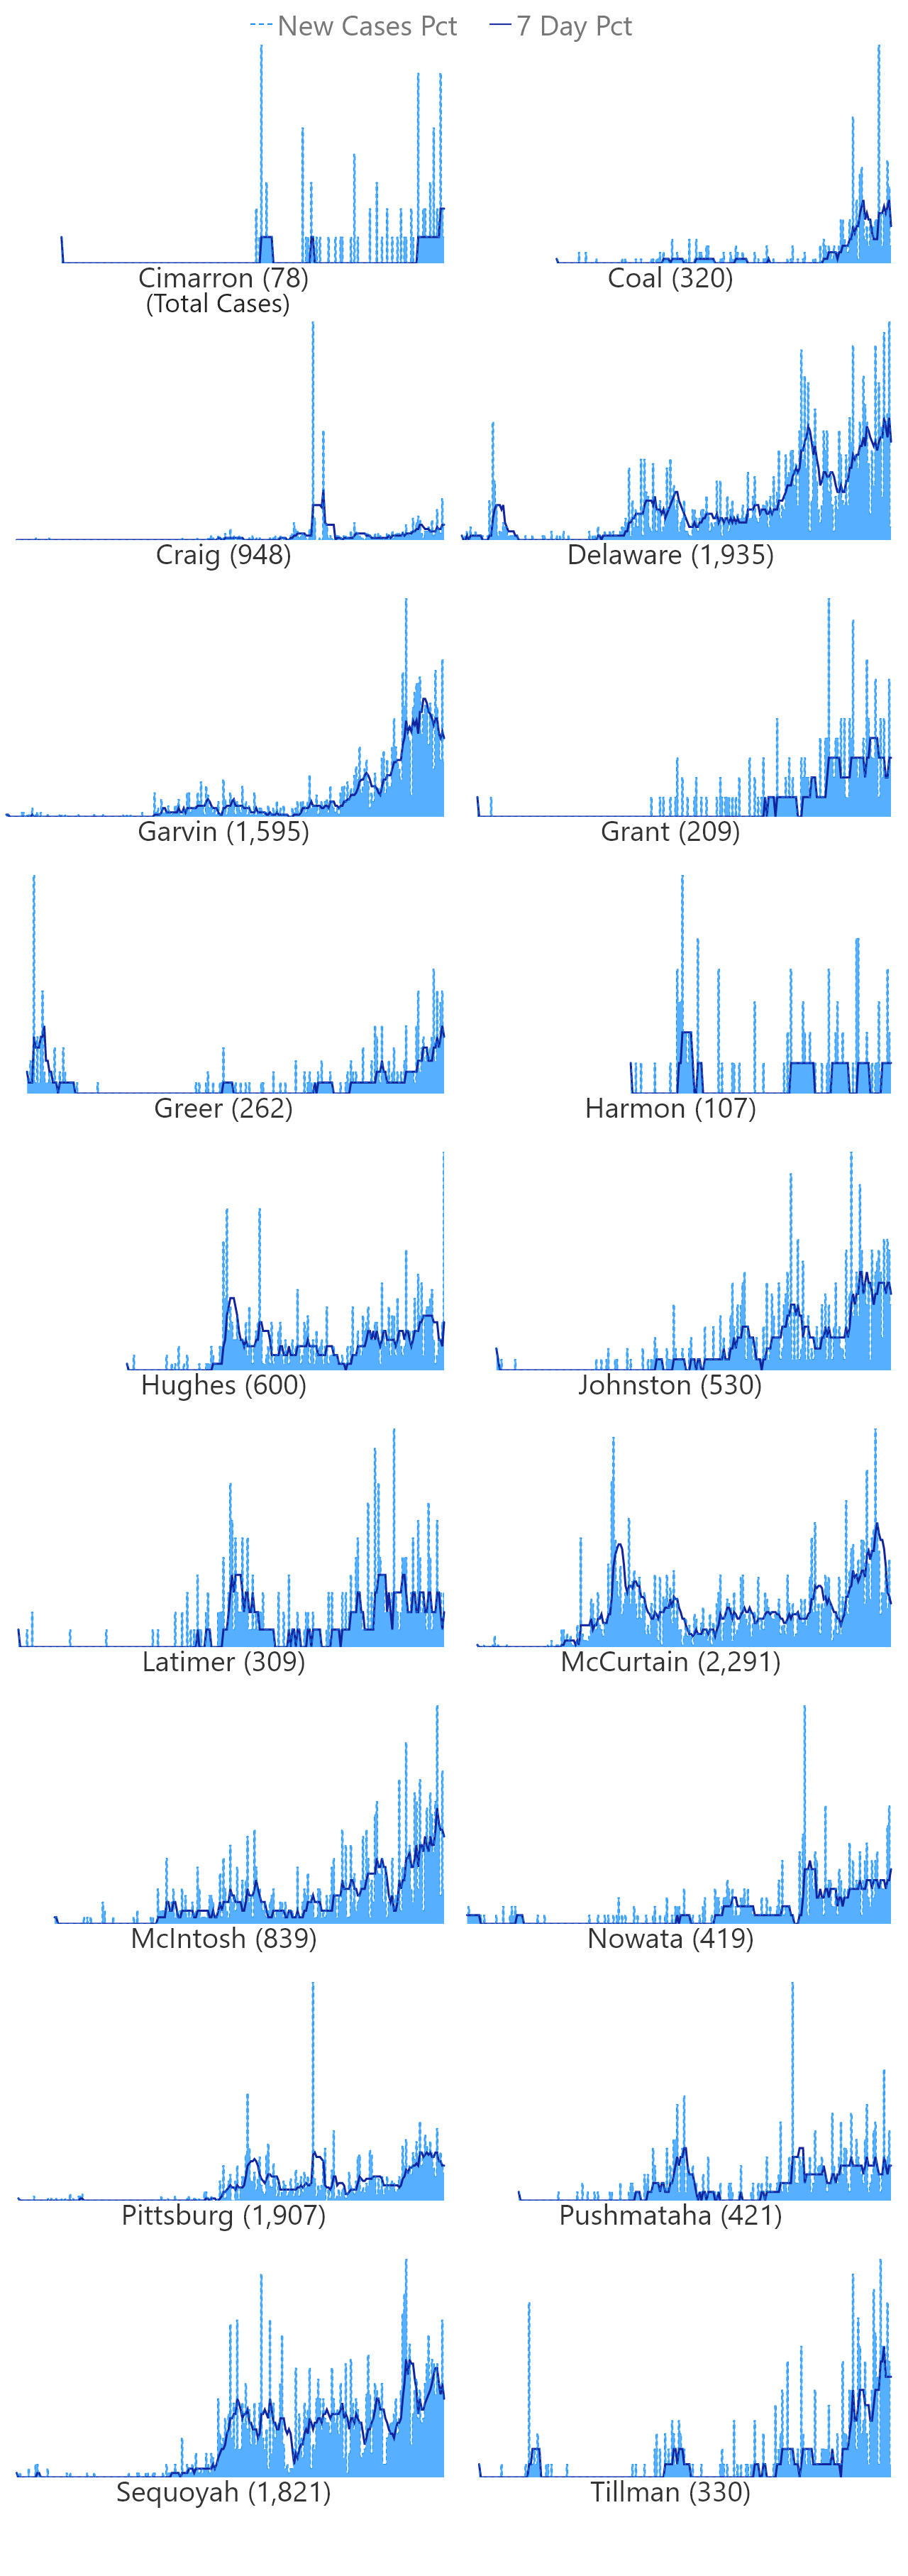 New Cases Pct 7 Day Pct
Cimarron (78) Coal (320)
(Total Cases)
Craig (948) Delaware (1,935)
Garvin (1,595) Grant (209)
Greer (262) Harmon (107)
Hughes (600) Johnston (530)
Latimer (309) McCurtain (2,291)
McIntosh (839) Nowata (419)
Pittsburg (1,907) Pushmataha (421)
Sequoyah (1,821) Tillman (330)